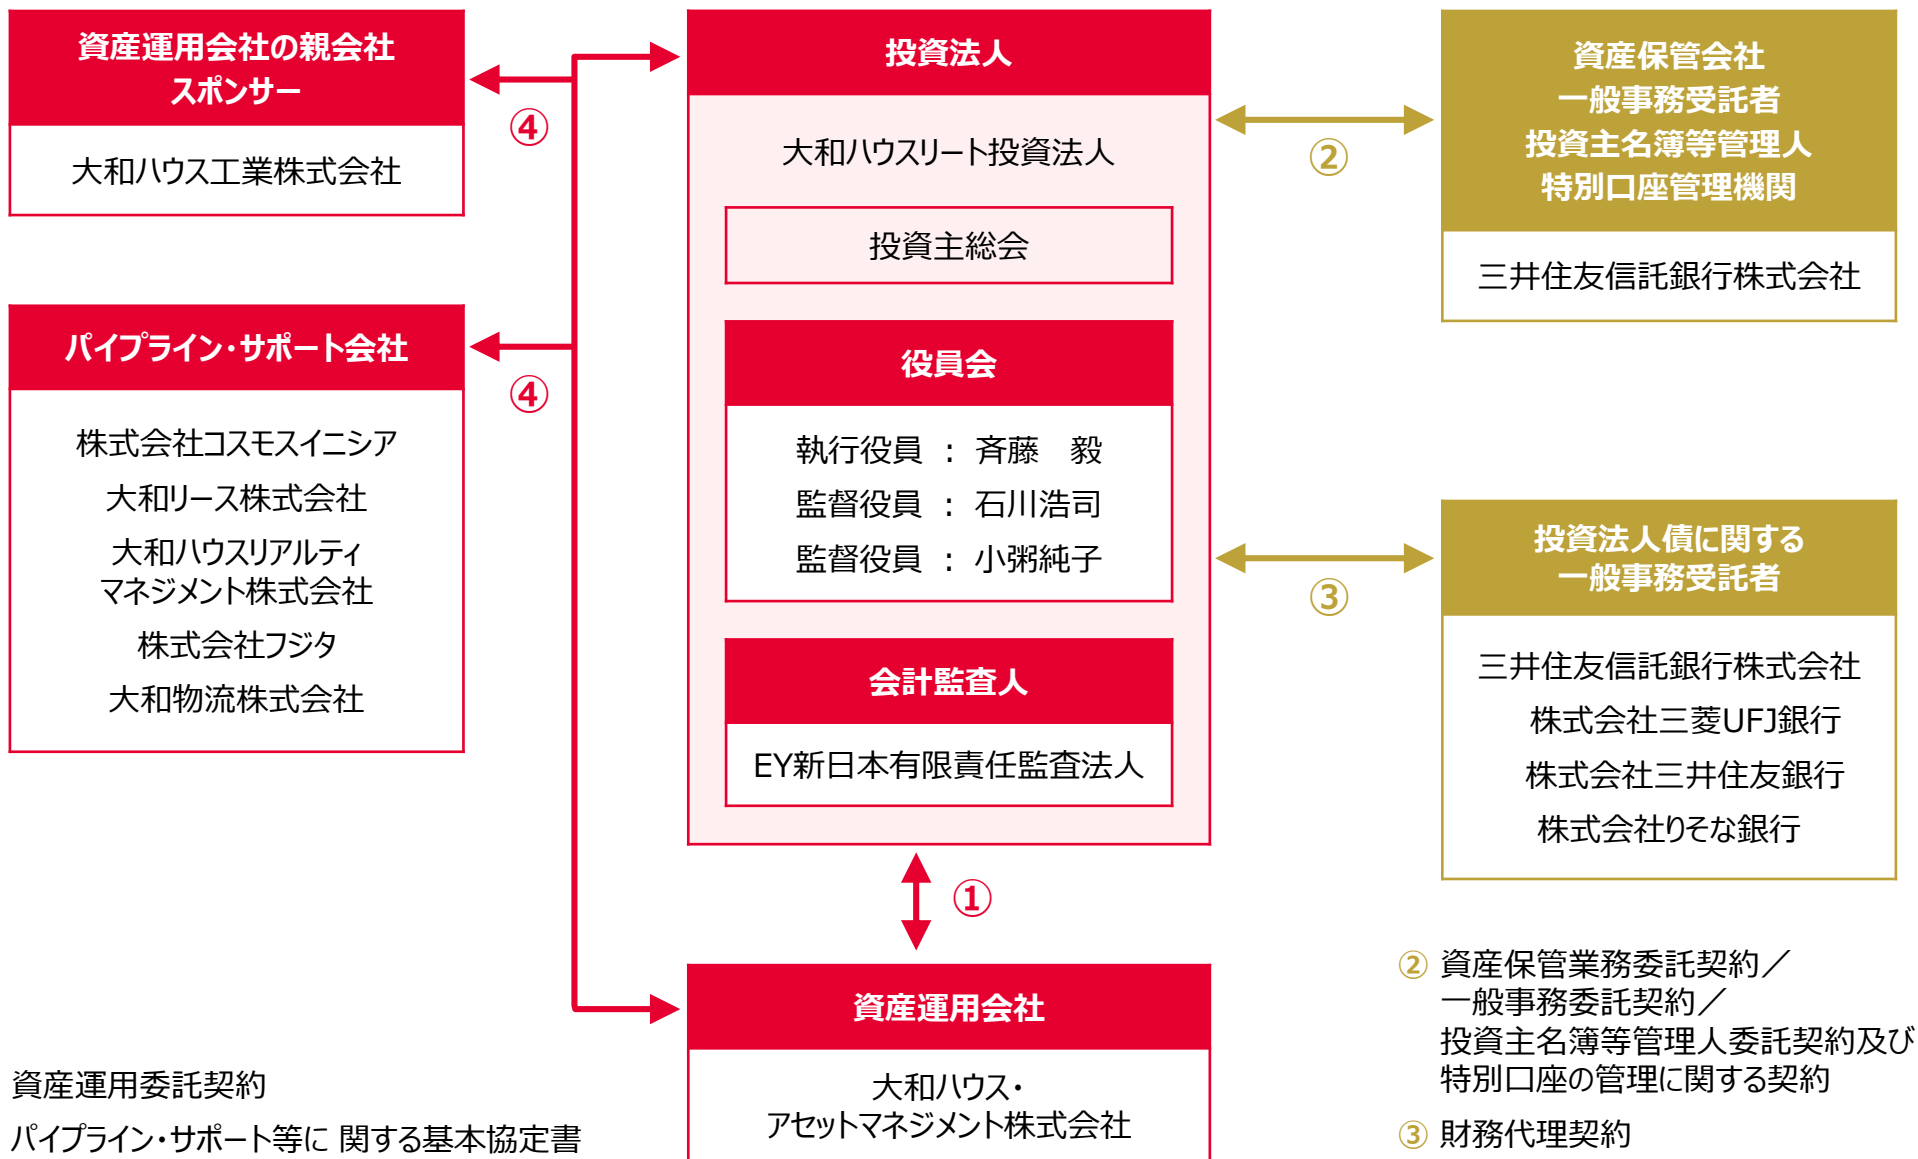 資産運用会社の親会社
スポンサー
大和ハウス工業株式会社
④
パイプライン・サポート会社
④
株式会社コスモスイニシア
大和リース株式会社
大和ハウスリアルティ
マネジメント株式会社
株式会社フジタ
大和物流株式会社
投資法人
大和ハウスリート投資法人
投資主総会
役員会
執行役員 : 斉藤 毅
監督役員 : 石川浩司
監督役員 : 小粥純子
会計監査人
EY新日本有限責任監査法人
①
資産運用会社
大和ハウス・
アセットマネジメント株式会社
資産保管会社
一般事務受託者
投資主名簿等管理人
特別口座管理機関
三井住友信託銀行株式会社
②
投資法人債に関する
一般事務受託者
③
三井住友信託銀行株式会社
株式会社三菱UFJ銀行
株式会社三井住友銀行
株式会社りそな銀行
資産運用委託契約
パイプライン・サポート等に 関する基本協定書
② 資産保管業務委託契約／
一般事務委託契約／
投資主名簿等管理人委託契約及び
特別口座の管理に関する契約
③ 財務代理契約